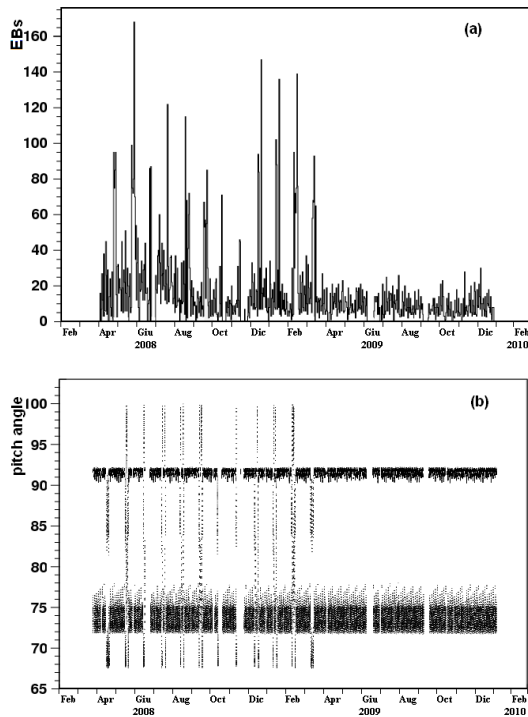 EBs
(a)
160
140
120
100
80
60
40
20
0
Feb Apr Giu Aug Oct Dic Feb Apr Giu Aug Oct Dic Feb
2008 2009 2010
pitch angle
(b)
100
95
90
85
80
75
70
65
Feb Apr Giu Aug Oct Dic Feb Apr Giu Aug Oct Dic Feb
2008 2009 2010